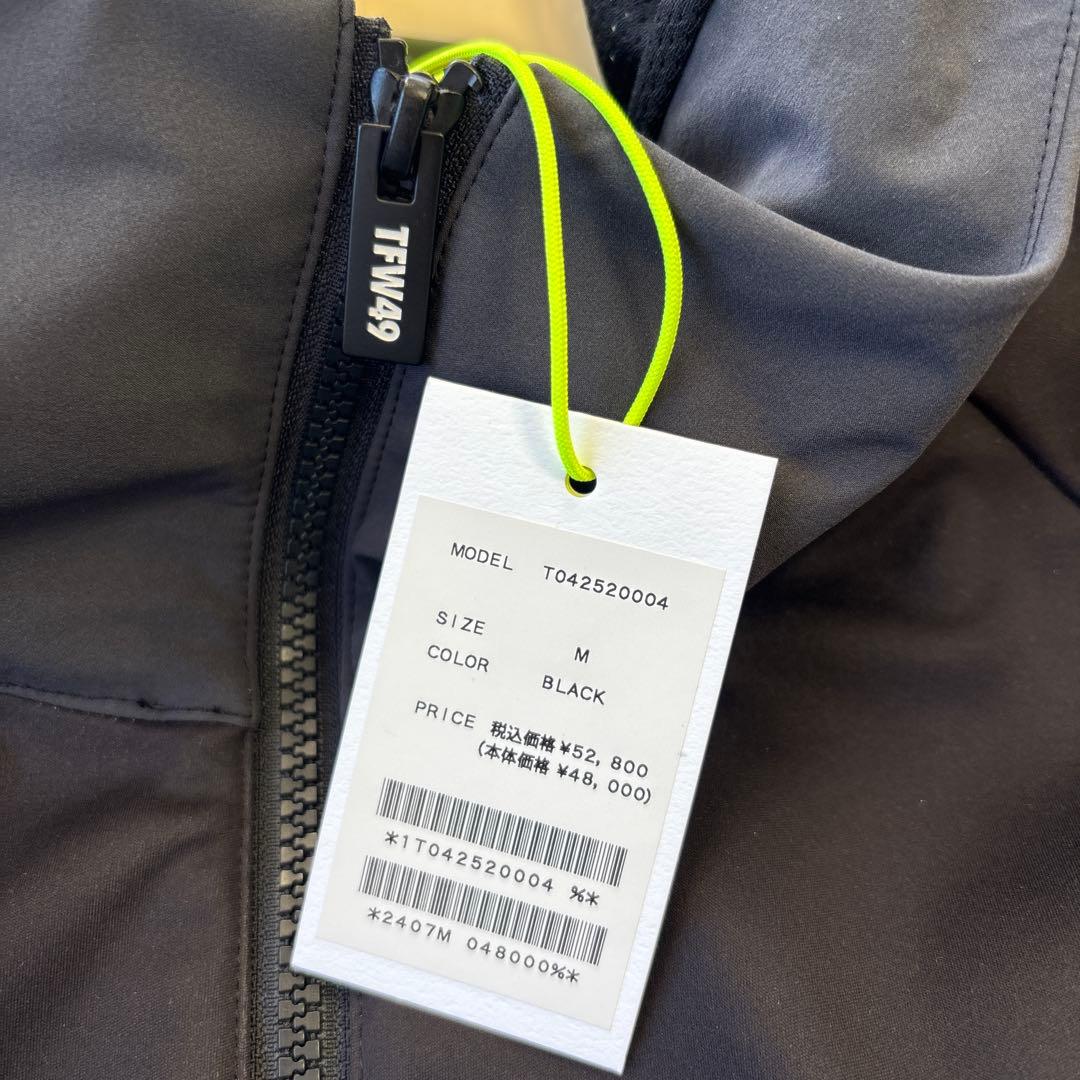 TFW49
MODEL T042520004
SIZE M
COLOR BLACK
PRICE 税込価格 ¥52,800
(本体価格 ¥48,000)
*1T042520004 %*
*2407M 048000%*